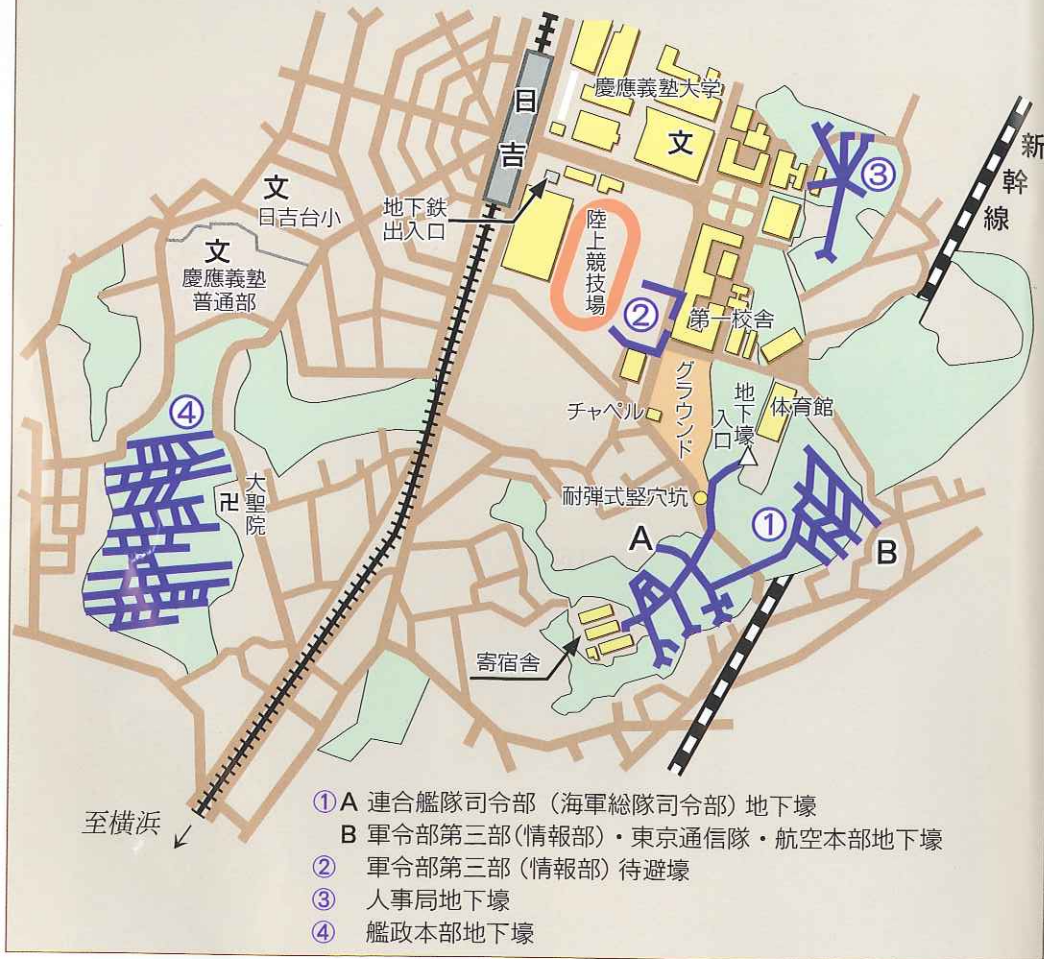 慶應義塾大学
日
吉
文
③
新
幹
線
文
日吉台小
地下鉄
出入口
陸上競技場
文
慶應義塾
普通部
②
第一校舎
④
チャペル
グラウンド
地下壕
入口
体育館
卍
大聖院
耐弾式竪穴坑
A
①
B
寄宿舎
至横浜
①A 連合艦隊司令部(海軍総隊司令部)地下壕
B 軍令部第三部(情報部)・東京通信隊・航空本部地下壕
② 軍令部第三部(情報部)待避壕
③ 人事局地下壕
④ 艦政本部地下壕